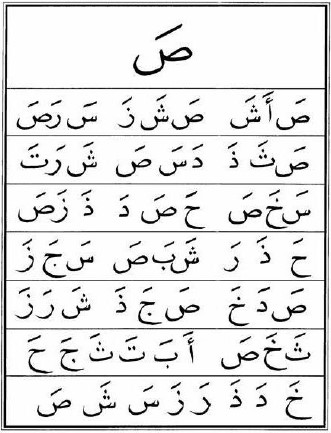 صَ
صَ أَ شَ صَ شَ زَ سَ رَ صَ
صَ ثَ ذَ دَ سَ صَ شَ رَ تَ
سَ خَ صَ حَ صَ دَ ذَ زَ صَ
حَ ذَ رَ شَ بَ صَ سَ جَ زَ
صَ دَ خَ صَ جَ ذَ شَ رَ زَ
ثَ خَ صَ أَ بَ تَ ثَ جَ حَ
خَ دَ ذَ رَ زَ سَ شَ صَ